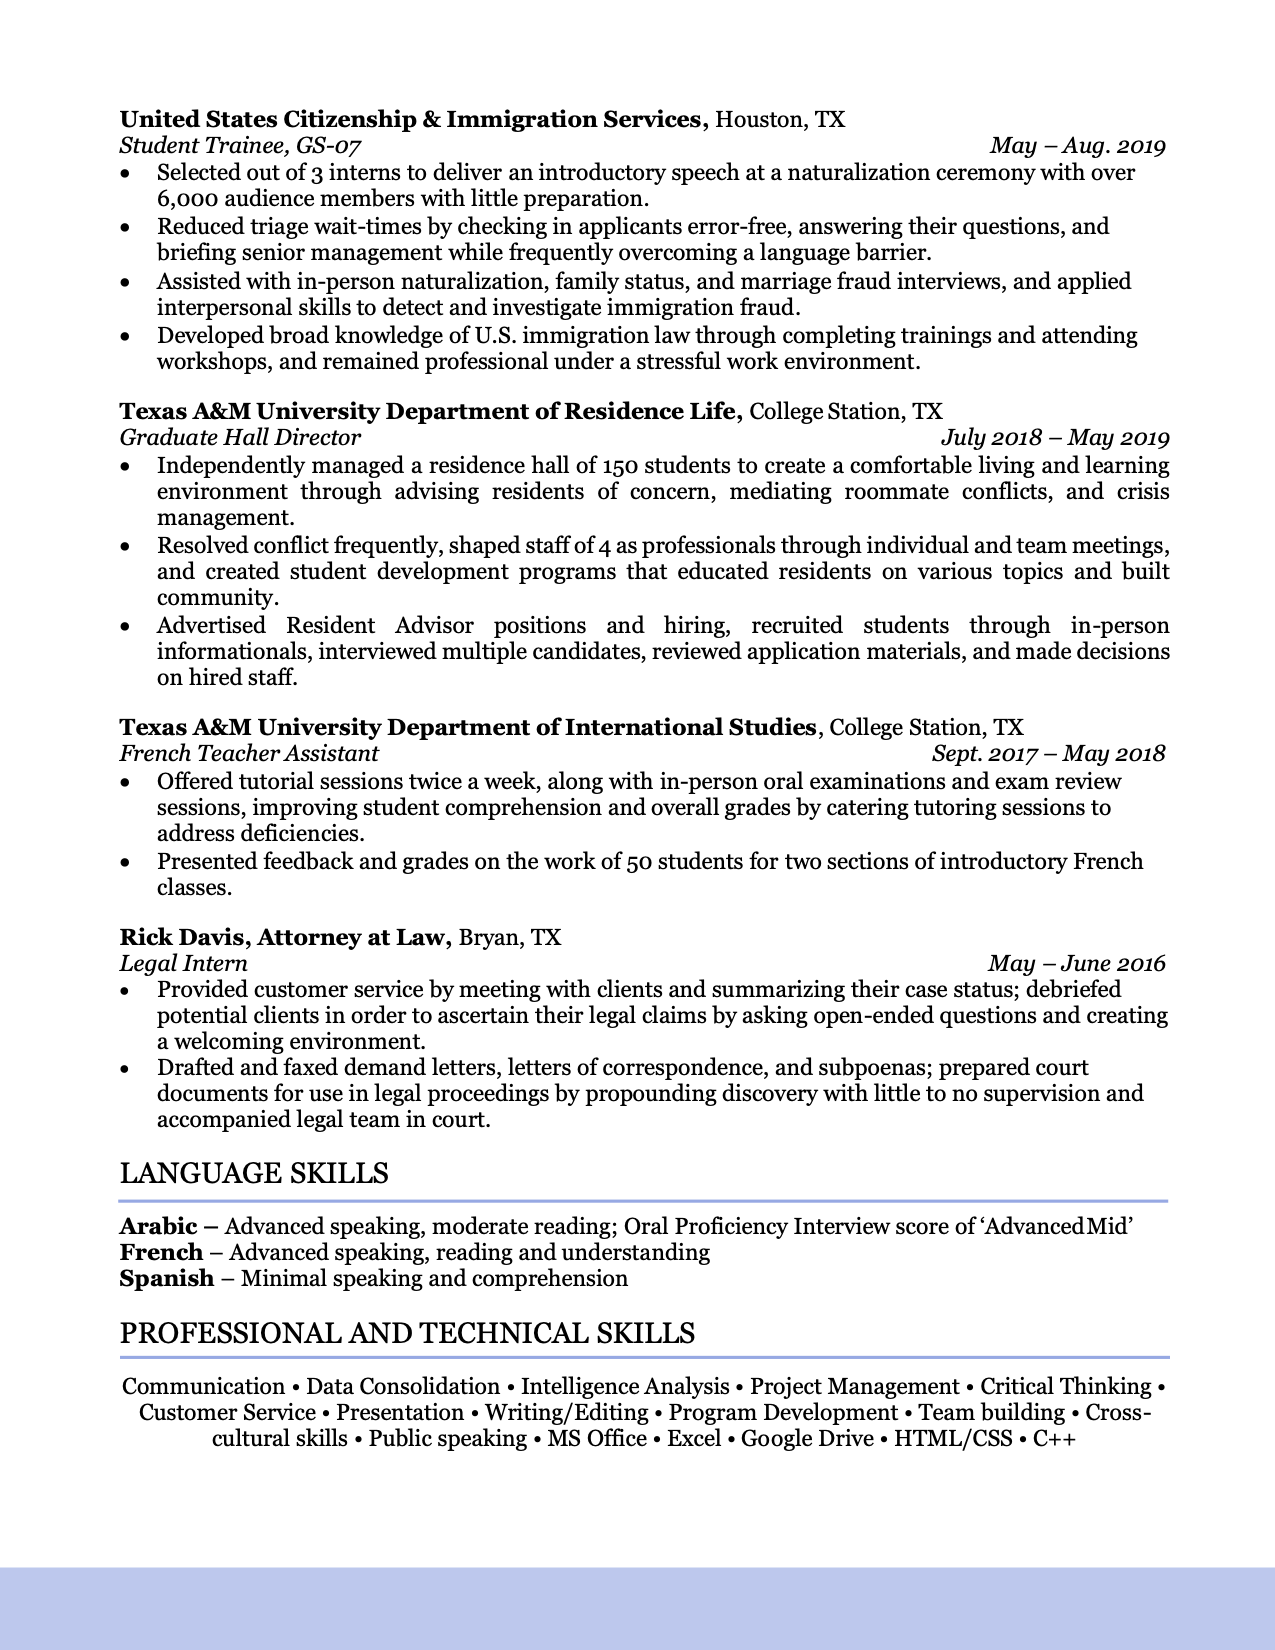 United States Citizenship & Immigration Services, Houston, TX
Student Trainee, GS-07 May – Aug. 2019
• Selected out of 3 interns to deliver an introductory speech at a naturalization ceremony with over
6,000 audience members with little preparation.
• Reduced triage wait-times by checking in applicants error-free, answering their questions, and
briefing senior management while frequently overcoming a language barrier.
• Assisted with in-person naturalization, family status, and marriage fraud interviews, and applied
interpersonal skills to detect and investigate immigration fraud.
• Developed broad knowledge of U.S. immigration law through completing trainings and attending
workshops, and remained professional under a stressful work environment.
Texas A&M University Department of Residence Life, College Station, TX
Graduate Hall Director July 2018 – May 2019
• Independently managed a residence hall of 150 students to create a comfortable living and learning
environment through advising residents of concern, mediating roommate conflicts, and crisis
management.
• Resolved conflict frequently, shaped staff of 4 as professionals through individual and team meetings,
and created student development programs that educated residents on various topics and built
community.
• Advertised Resident Advisor positions and hiring, recruited students through in-person
informationals, interviewed multiple candidates, reviewed application materials, and made decisions
on hired staff.
Texas A&M University Department of International Studies, College Station, TX
French Teacher Assistant Sept. 2017 – May 2018
• Offered tutorial sessions twice a week, along with in-person oral examinations and exam review
sessions, improving student comprehension and overall grades by catering tutoring sessions to
address deficiencies.
• Presented feedback and grades on the work of 50 students for two sections of introductory French
classes.
Rick Davis, Attorney at Law, Bryan, TX
Legal Intern May – June 2016
• Provided customer service by meeting with clients and summarizing their case status; debriefed
potential clients in order to ascertain their legal claims by asking open-ended questions and creating
a welcoming environment.
• Drafted and faxed demand letters, letters of correspondence, and subpoenas; prepared court
documents for use in legal proceedings by propounding discovery with little to no supervision and
accompanied legal team in court.
LANGUAGE SKILLS
Arabic – Advanced speaking, moderate reading; Oral Proficiency Interview score of ‘Advanced Mid’
French – Advanced speaking, reading and understanding
Spanish – Minimal speaking and comprehension
PROFESSIONAL AND TECHNICAL SKILLS
Communication • Data Consolidation • Intelligence Analysis • Project Management • Critical Thinking •
Customer Service • Presentation • Writing/Editing • Program Development • Team building • Cross-
cultural skills • Public speaking • MS Office • Excel • Google Drive • HTML/CSS • C++